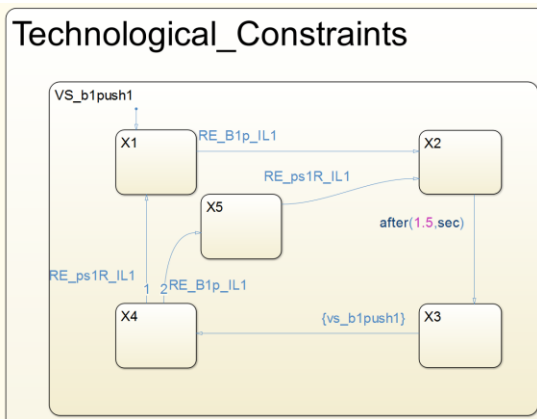 Technological_Constraints
VS_b1push1
X1
RE_B1p_IL1
X2
RE_ps1R_IL1
X5
after(1.5,sec)
RE_ps1R_IL1
1
2
RE_B1p_IL1
X4
{vs_b1push1}
X3